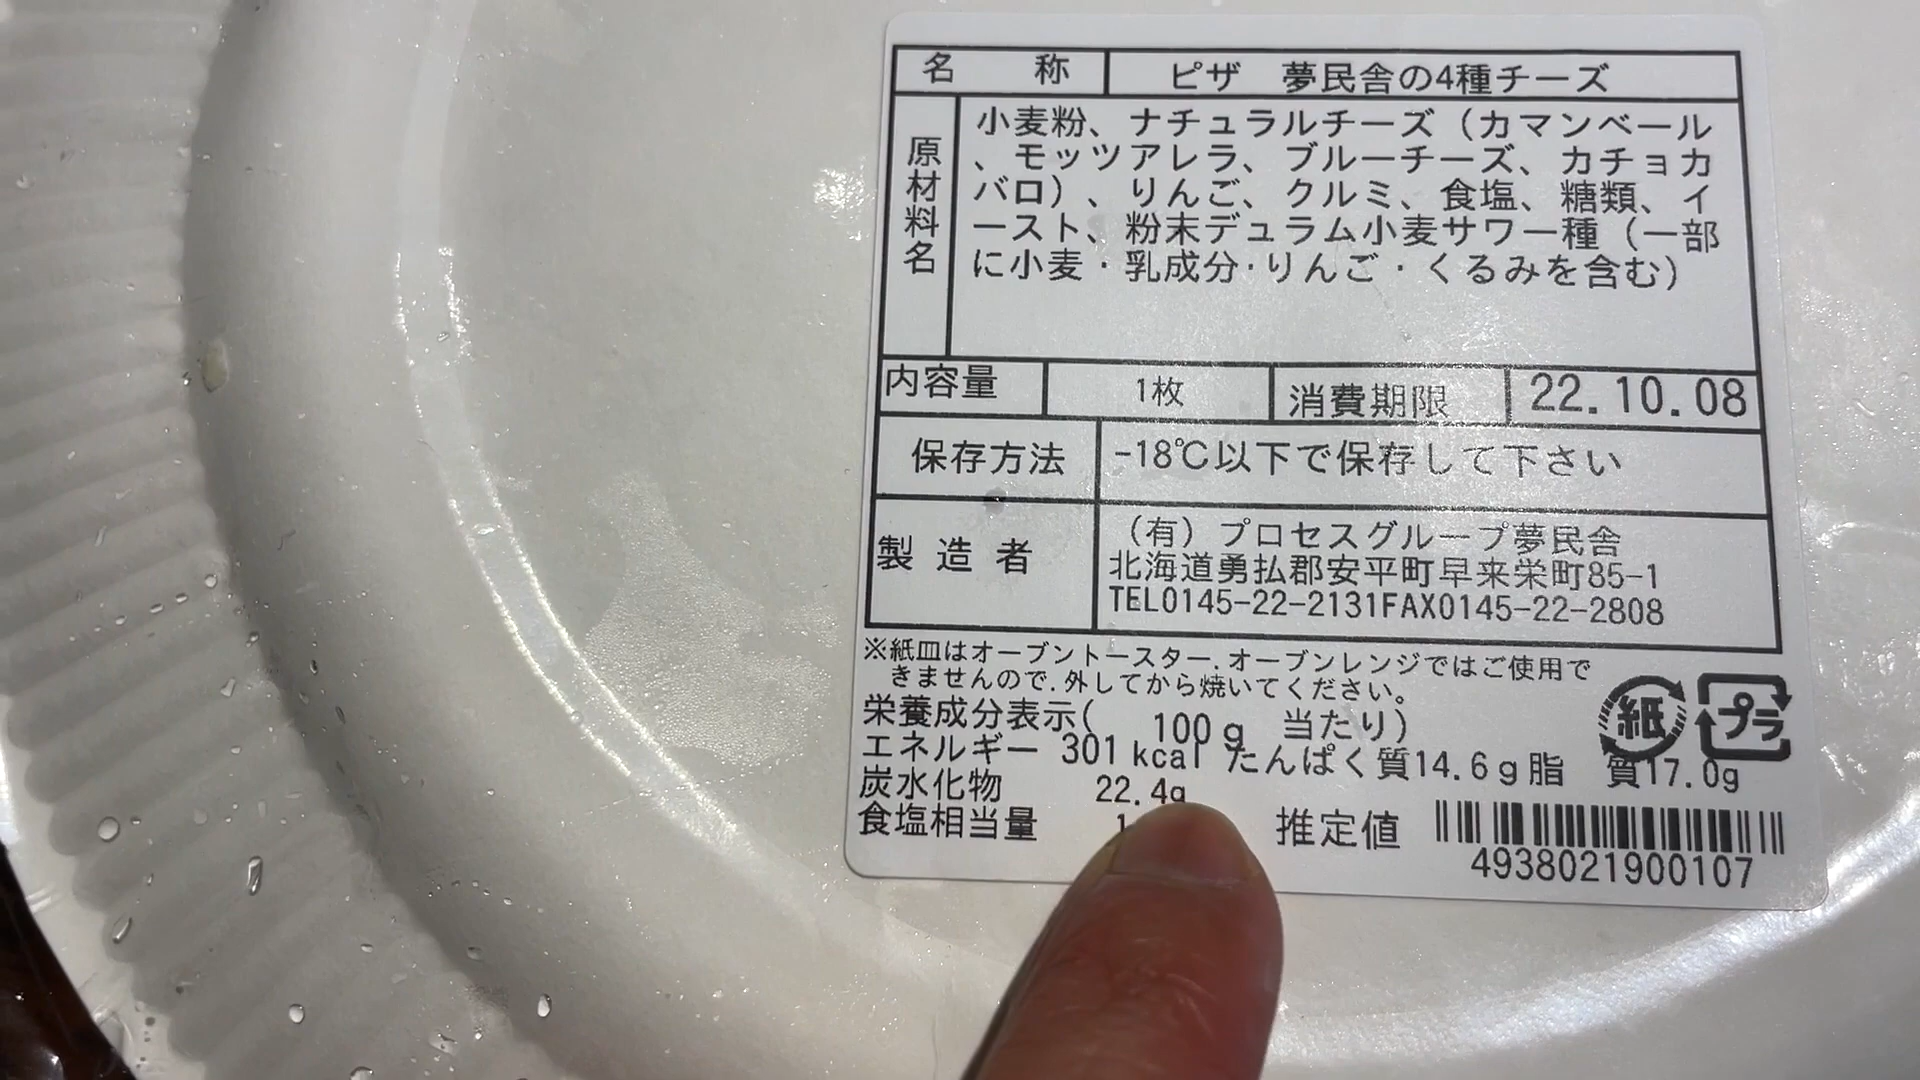 名 称 ピザ 夢民舎の4種チーズ
原材料名
小麦粉、ナチュラルチーズ（カマンベール
、モッツアレラ、ブルーチーズ、カチョカ
バロ）、りんご、クルミ、食塩、糖類、イ
ースト、粉末デュラム小麦サワー種（一部
に小麦・乳成分・りんご・くるみを含む）
内容量 1枚 消費期限 22.10.08
保存方法 -18℃以下で保存して下さい
製造者
（有）プロセスグループ夢民舎
北海道勇払郡安平町早来栄町85-1
TEL0145-22-2131FAX0145-22-2808
※紙皿はオーブントースター.オーブンレンジではご使用で
きませんので.外してから焼いてください。
紙 プラ
栄養成分表示( 100g 当たり)
エネルギー 301kcal たんぱく質14.6g脂 質17.0g
炭水化物 22.4g
食塩相当量 推定値
4938021900107